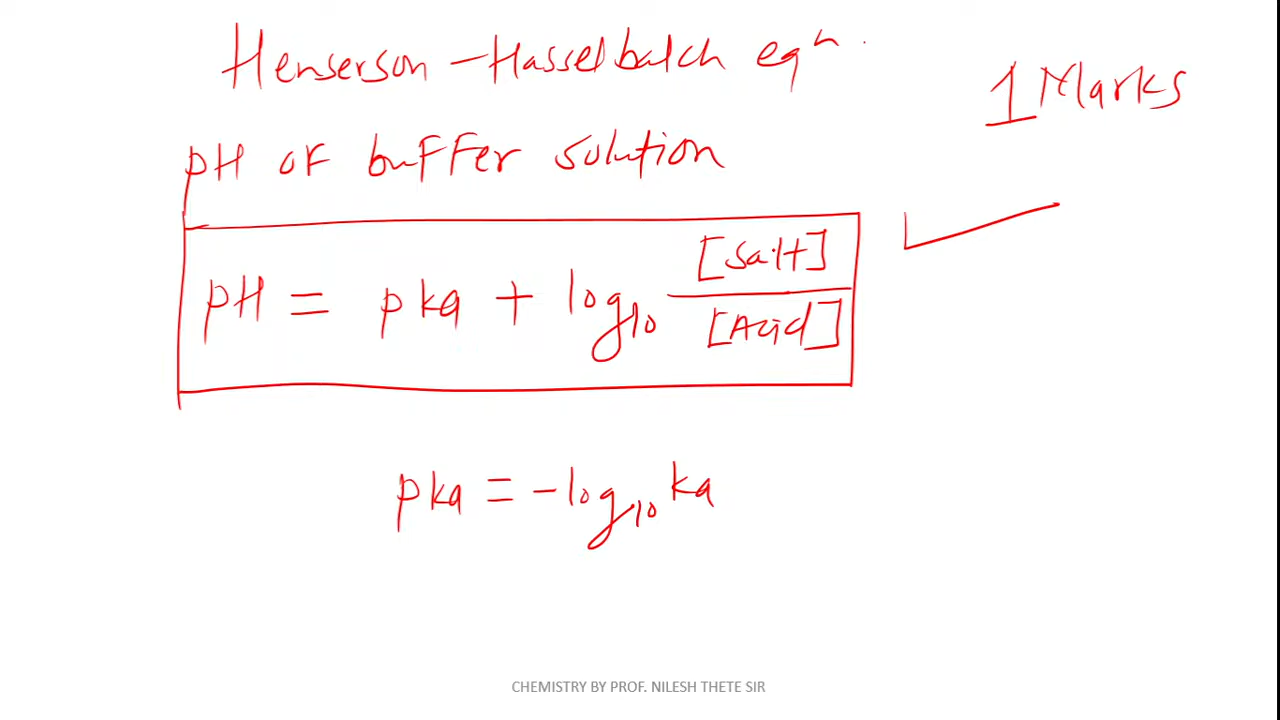 Henserson - Hasselbalch eqⁿ.
1 Marks
pH of buffer solution
pH = pka + log₁₀ [Salt]/[Acid]
pka = -log₁₀ ka
CHEMISTRY BY PROF. NILESH THETE SIR